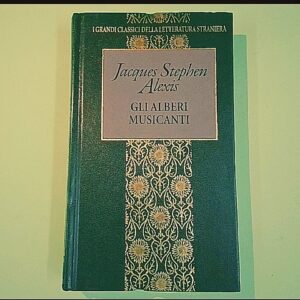 I GRANDI CLASSICI DELLA LETTERATURA STRANIERA
Jacques Stephen
Alexis
GLI ALBERI
MUSICANTI